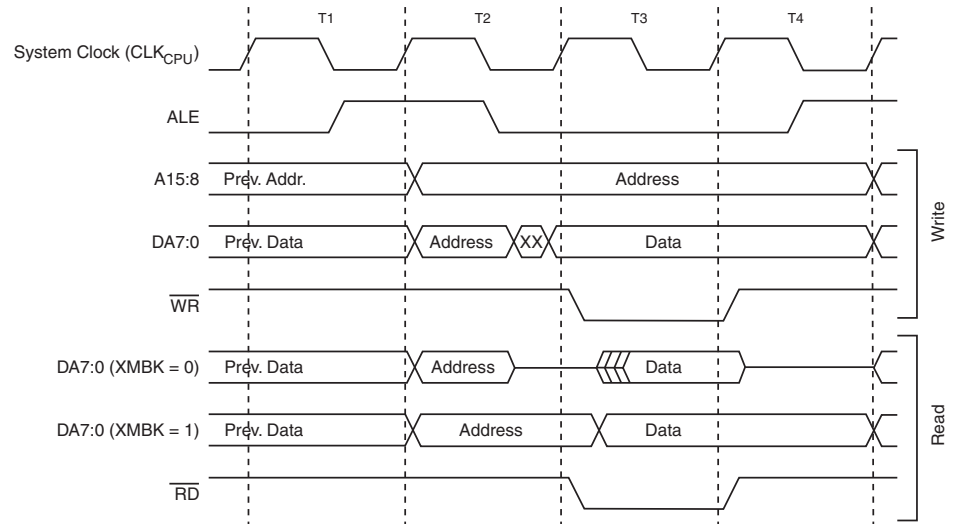 T1 T2 T3 T4
System Clock (CLKCPU)
ALE
A15:8 Prev. Addr. Address
DA7:0 Prev. Data Address XX Data
WR
Write
DA7:0 (XMBK = 0) Prev. Data Address Data
DA7:0 (XMBK = 1) Prev. Data Address Data
RD
Read